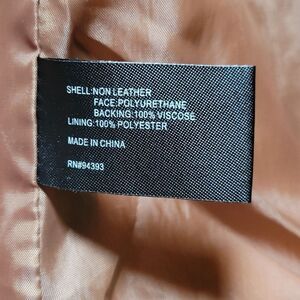 SHELL:NON LEATHER
FACE:POLYURETHANE
BACKING:100% VISCOSE
LINING:100% POLYESTER
MADE IN CHINA
RN#94393